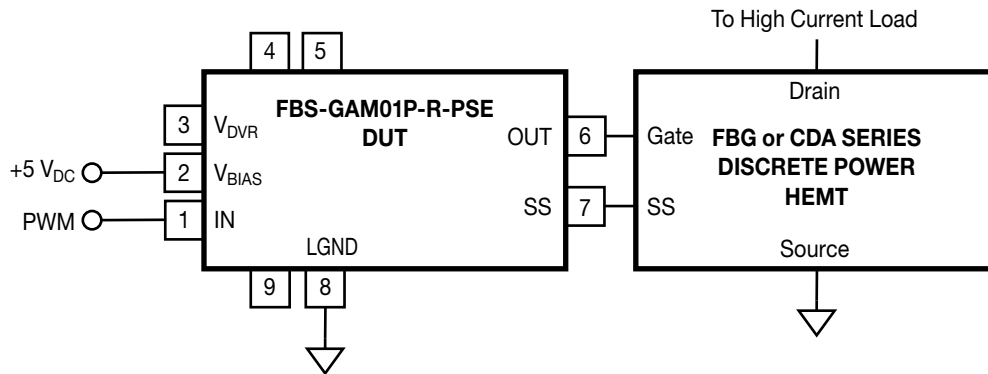 To High Current Load
4 5
FBS-GAM01P-R-PSE
DUT
3 VDVR
+5 VDC 2 VBIAS
PWM 1 IN
OUT 6
SS 7
LGND
9 8
Drain
Gate FBG or CDA SERIES
DISCRETE POWER
HEMT
SS
Source